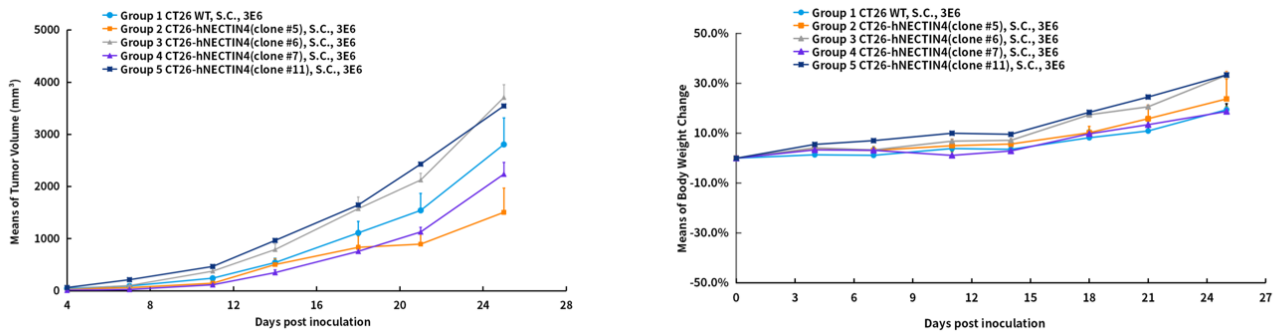 Group 1 CT26 WT, S.C., 3E6
Group 2 CT26-hNECTIN4(clone #5), S.C., 3E6
Group 3 CT26-hNECTIN4(clone #6), S.C., 3E6
Group 4 CT26-hNECTIN4(clone #7), S.C., 3E6
Group 5 CT26-hNECTIN4(clone #11), S.C., 3E6
Means of Tumor Volume (mm³)
5000
4000
3000
2000
1000
0
4 8 12 16 20 24 28
Days post inoculation
Group 1 CT26 WT, S.C., 3E6
Group 2 CT26-hNECTIN4(clone #5), S.C., 3E6
Group 3 CT26-hNECTIN4(clone #6), S.C., 3E6
Group 4 CT26-hNECTIN4(clone #7), S.C., 3E6
Group 5 CT26-hNECTIN4(clone #11), S.C., 3E6
Means of Body Weight Change
50.0%
30.0%
10.0%
-10.0%
-30.0%
-50.0%
0 3 6 9 12 15 18 21 24 27
Days post inoculation